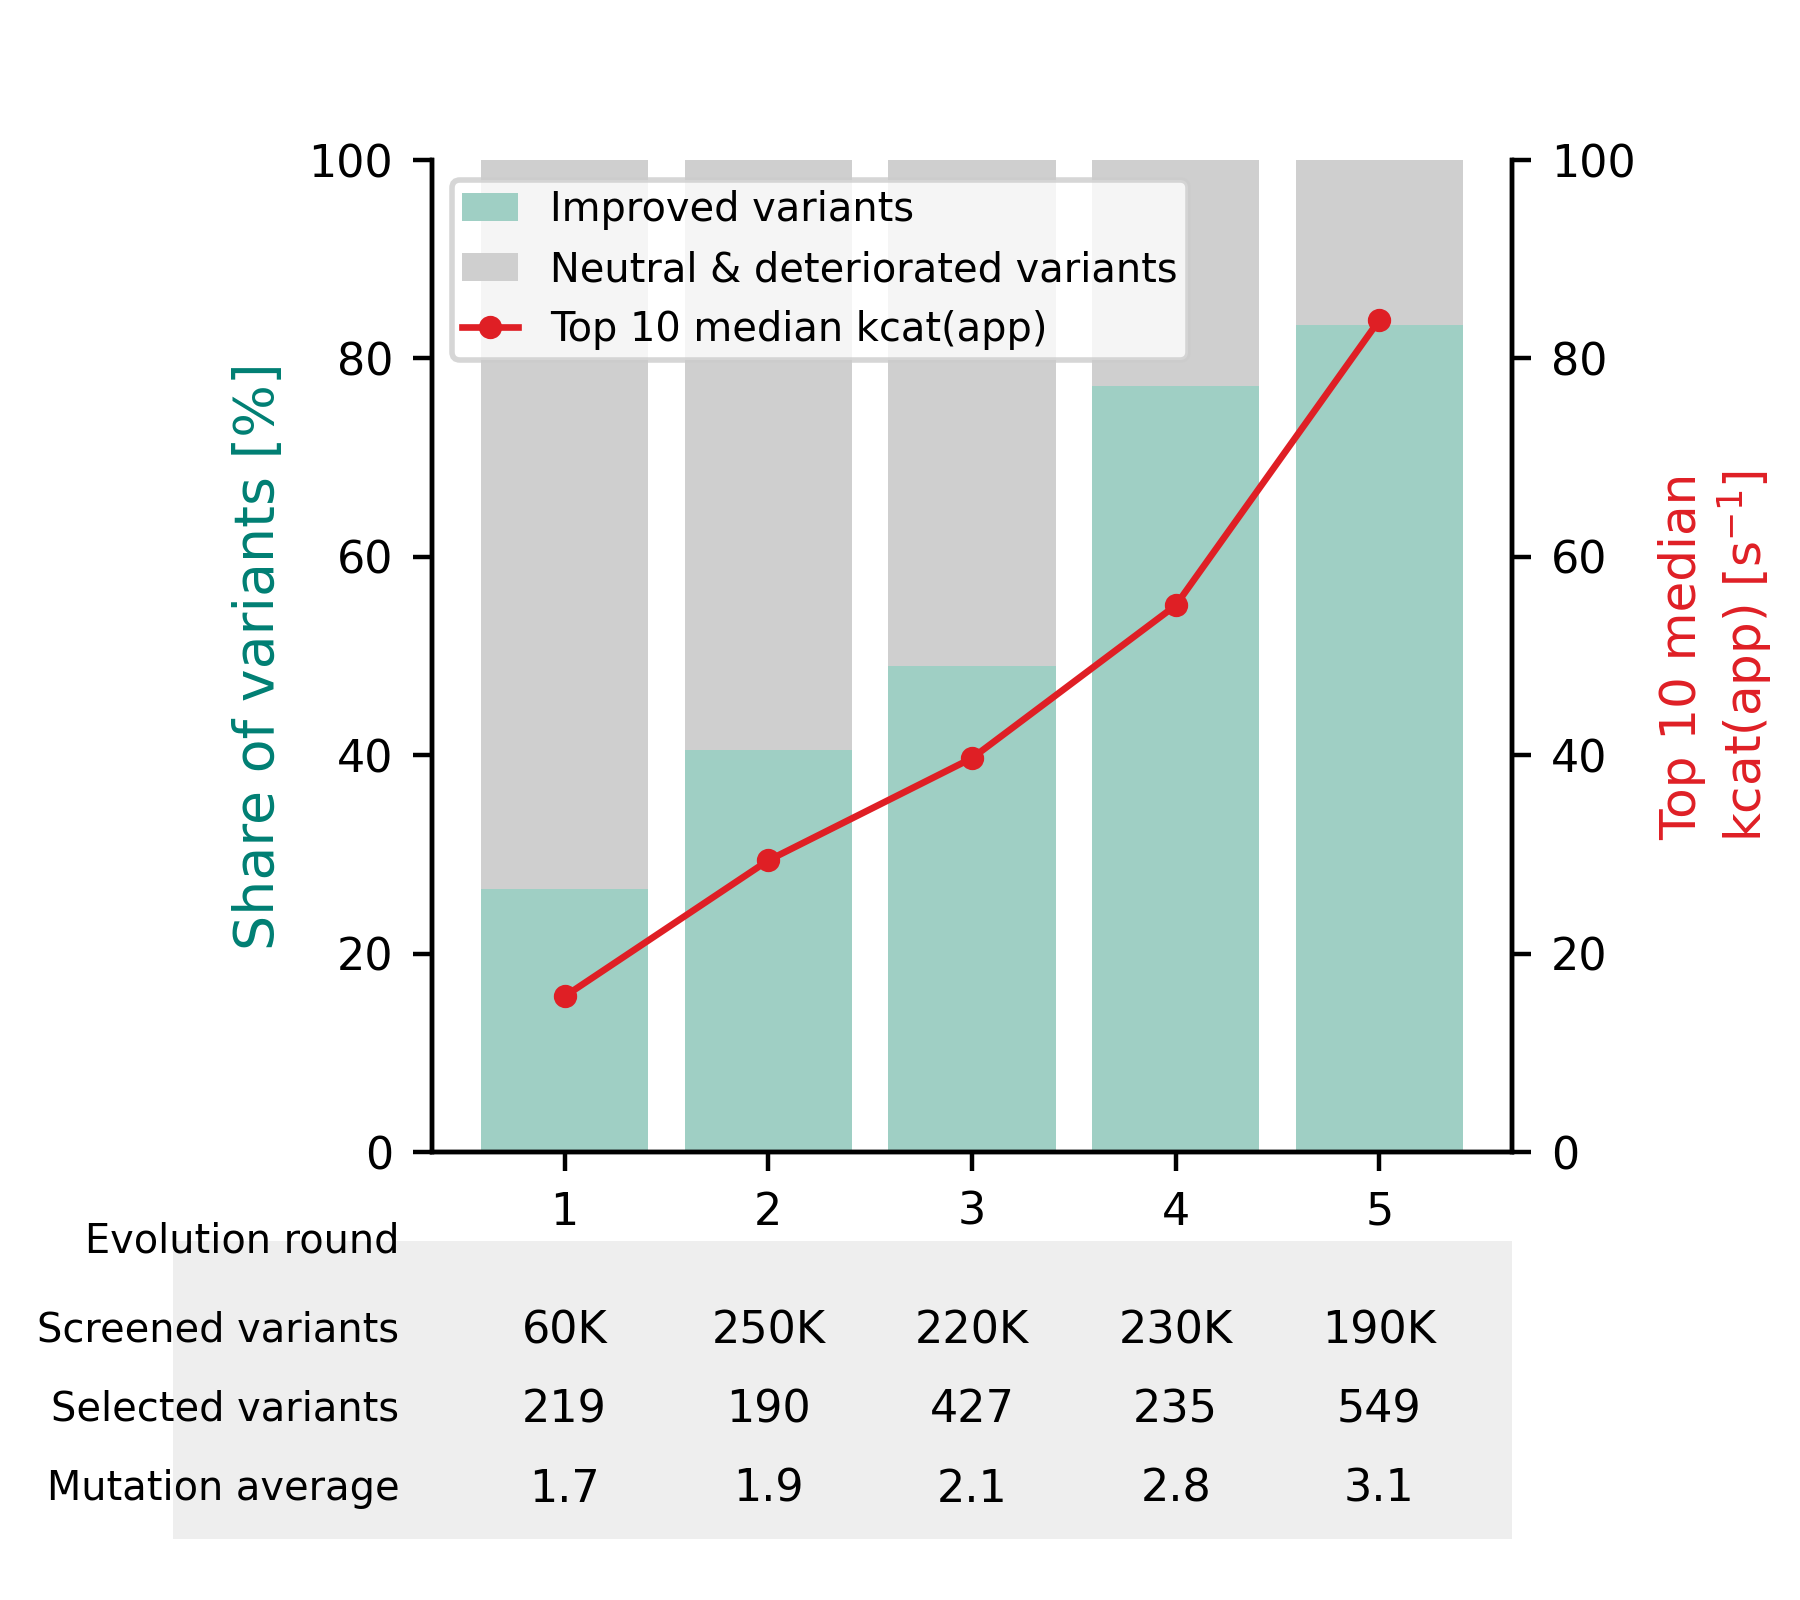 100
80
60
40
20
0
Share of variants [%]
Improved variants
Neutral & deteriorated variants
Top 10 median kcat(app)
100
80
60
40
20
0
Top 10 median
kcat(app) [s⁻¹]
1 2 3 4 5
Evolution round
Screened variants 60K 250K 220K 230K 190K
Selected variants 219 190 427 235 549
Mutation average 1.7 1.9 2.1 2.8 3.1